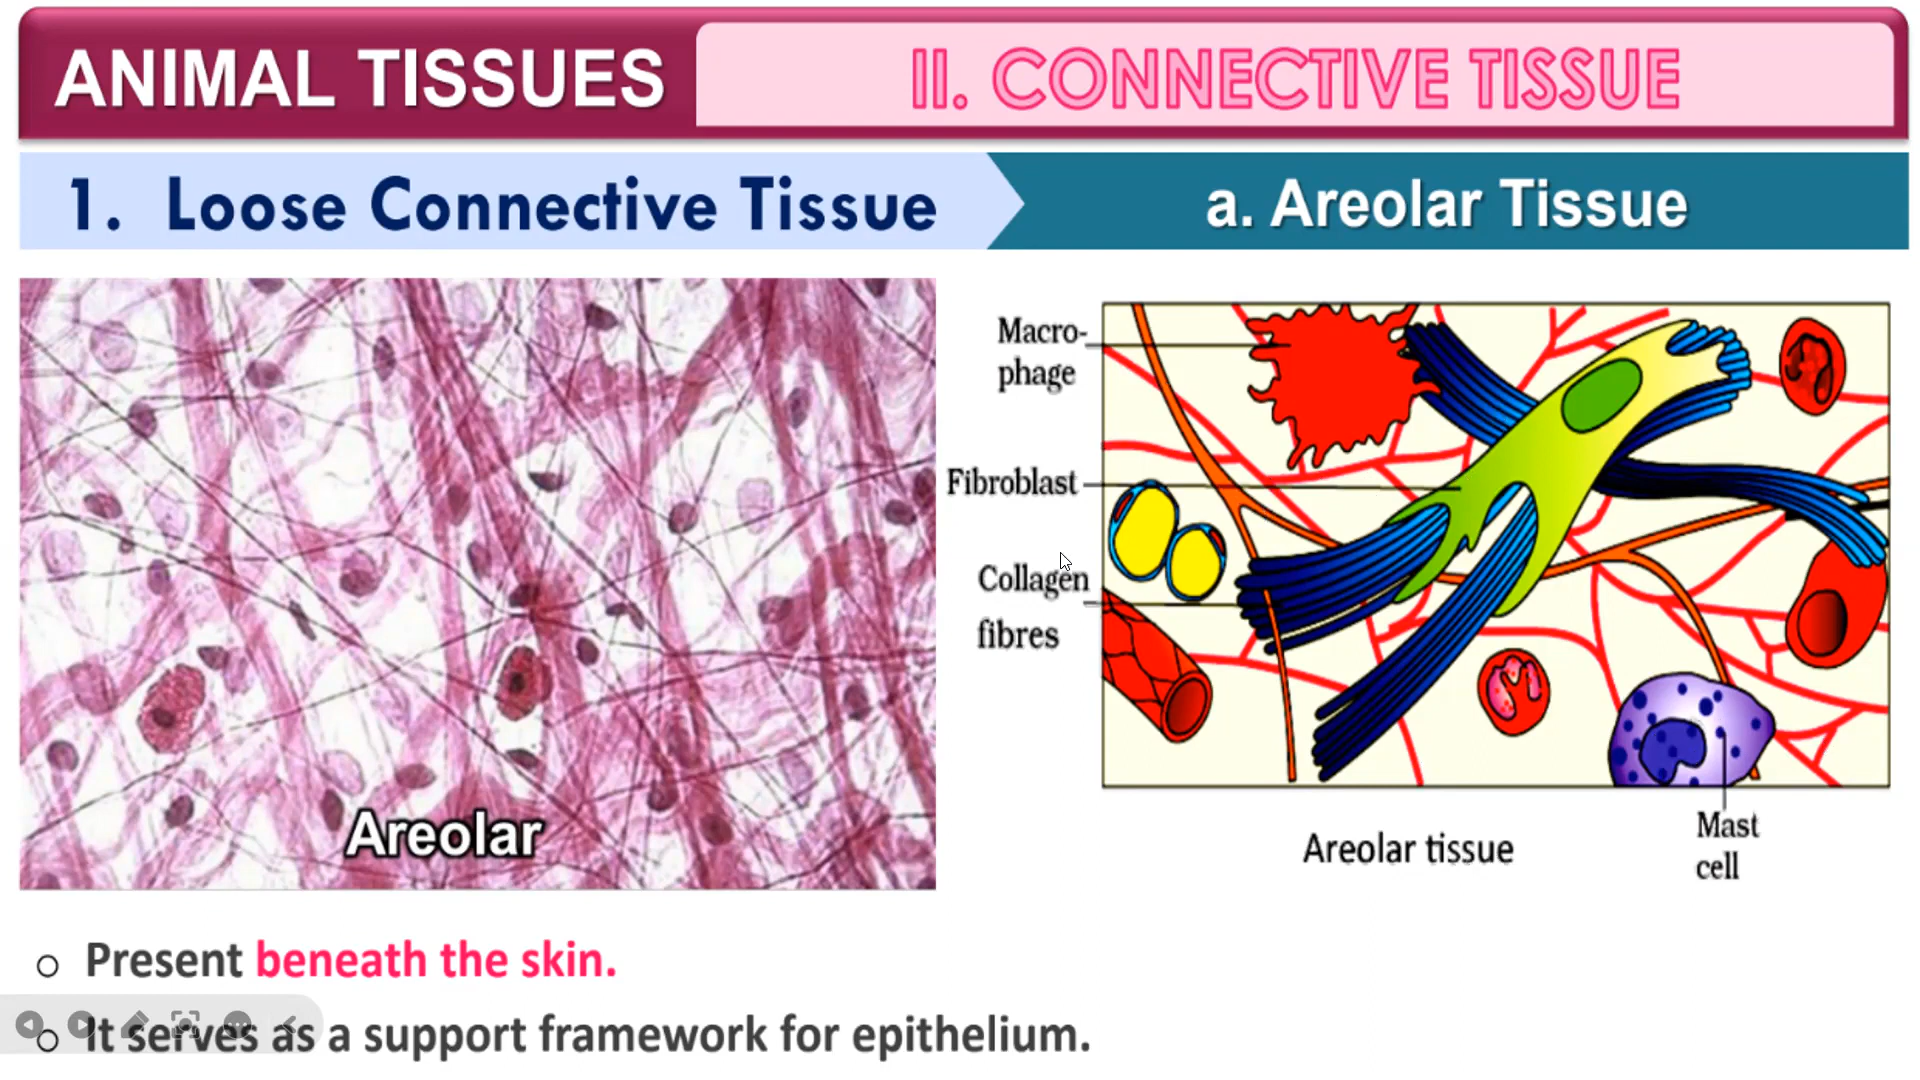 ANIMAL TISSUES
II. CONNECTIVE TISSUE
1. Loose Connective Tissue
a. Areolar Tissue
Macro-
phage
Fibroblast
Collagen
fibres
Areolar
Areolar tissue
Mast
cell
Present beneath the skin.
It serves as a support framework for epithelium.